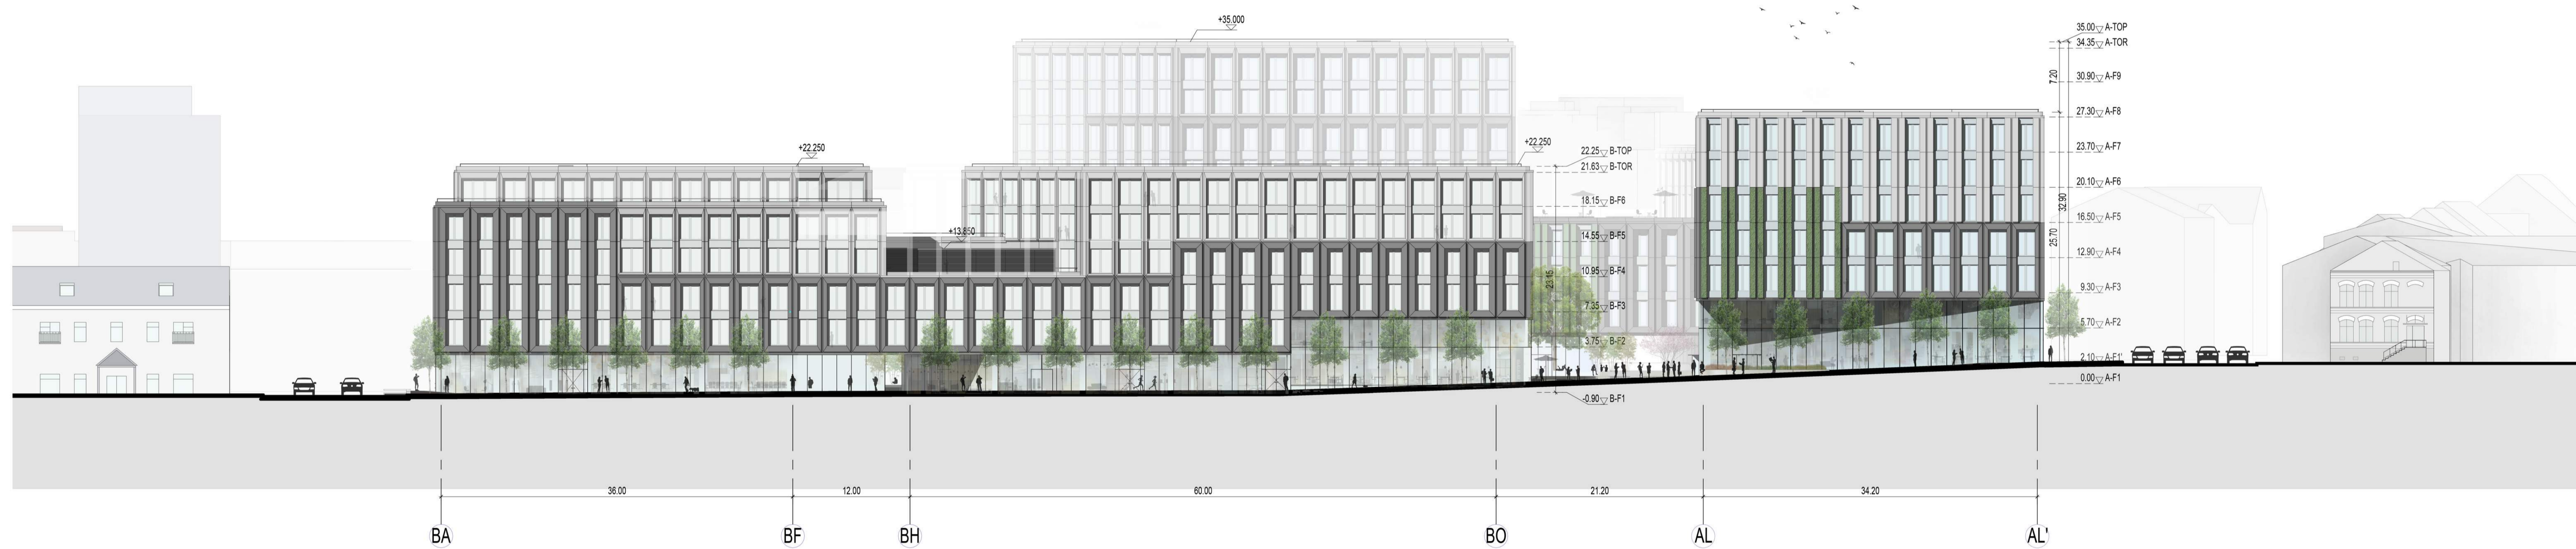 +35.000
35.00 A-TOP
34.35 A-TOR
7.20
30.90 A-F9
27.30 A-F8
+22.250
+22.250
22.25 B-TOP
21.63 B-TOR
23.70 A-F7
20.10 A-F6
32.90
18.15 B-F6
16.50 A-F5
+13.850
14.55 B-F5
25.70
12.90 A-F4
10.95 B-F4
23.15
9.30 A-F3
7.35 B-F3
5.70 A-F2
3.75 B-F2
2.10 A-F1'
0.00 A-F1
-0.90 B-F1
36.00
12.00
60.00
21.20
34.20
BA
BF
BH
BO
AL
AL'